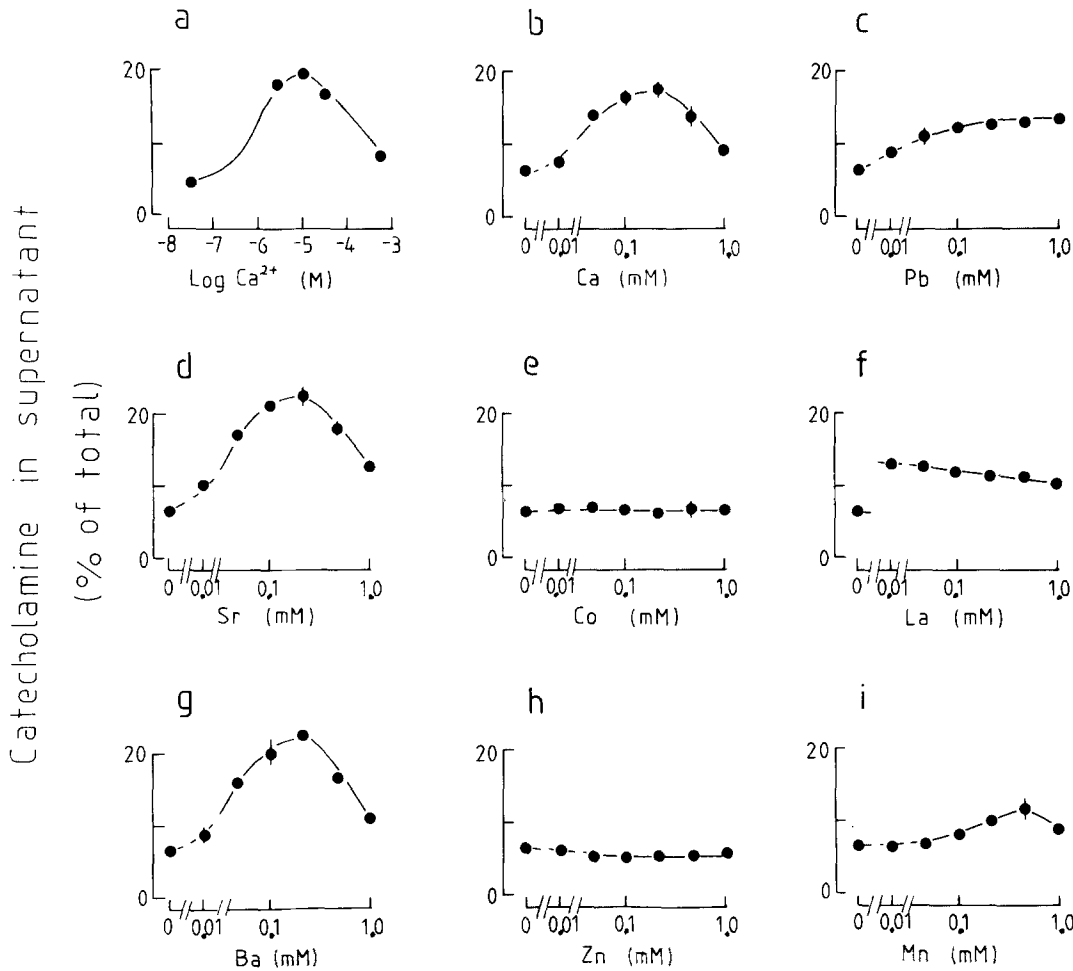 Catecholamine in supernatant
(% of total)
a
20
0
-8 -7 -6 -5 -4 -3
Log Ca²⁺ (M)
b
20
0
0 0.01 0.1 1.0
Ca (mM)
c
20
0
0 0.01 0.1 1.0
Pb (mM)
d
20
0
0 0.01 0.1 1.0
Sr (mM)
e
20
0
0 0.01 0.1 1.0
Co (mM)
f
20
0
0 0.01 0.1 1.0
La (mM)
g
20
0
0 0.01 0.1 1.0
Ba (mM)
h
20
0
0 0.01 0.1 1.0
Zn (mM)
i
20
0
0 0.01 0.1 1.0
Mn (mM)